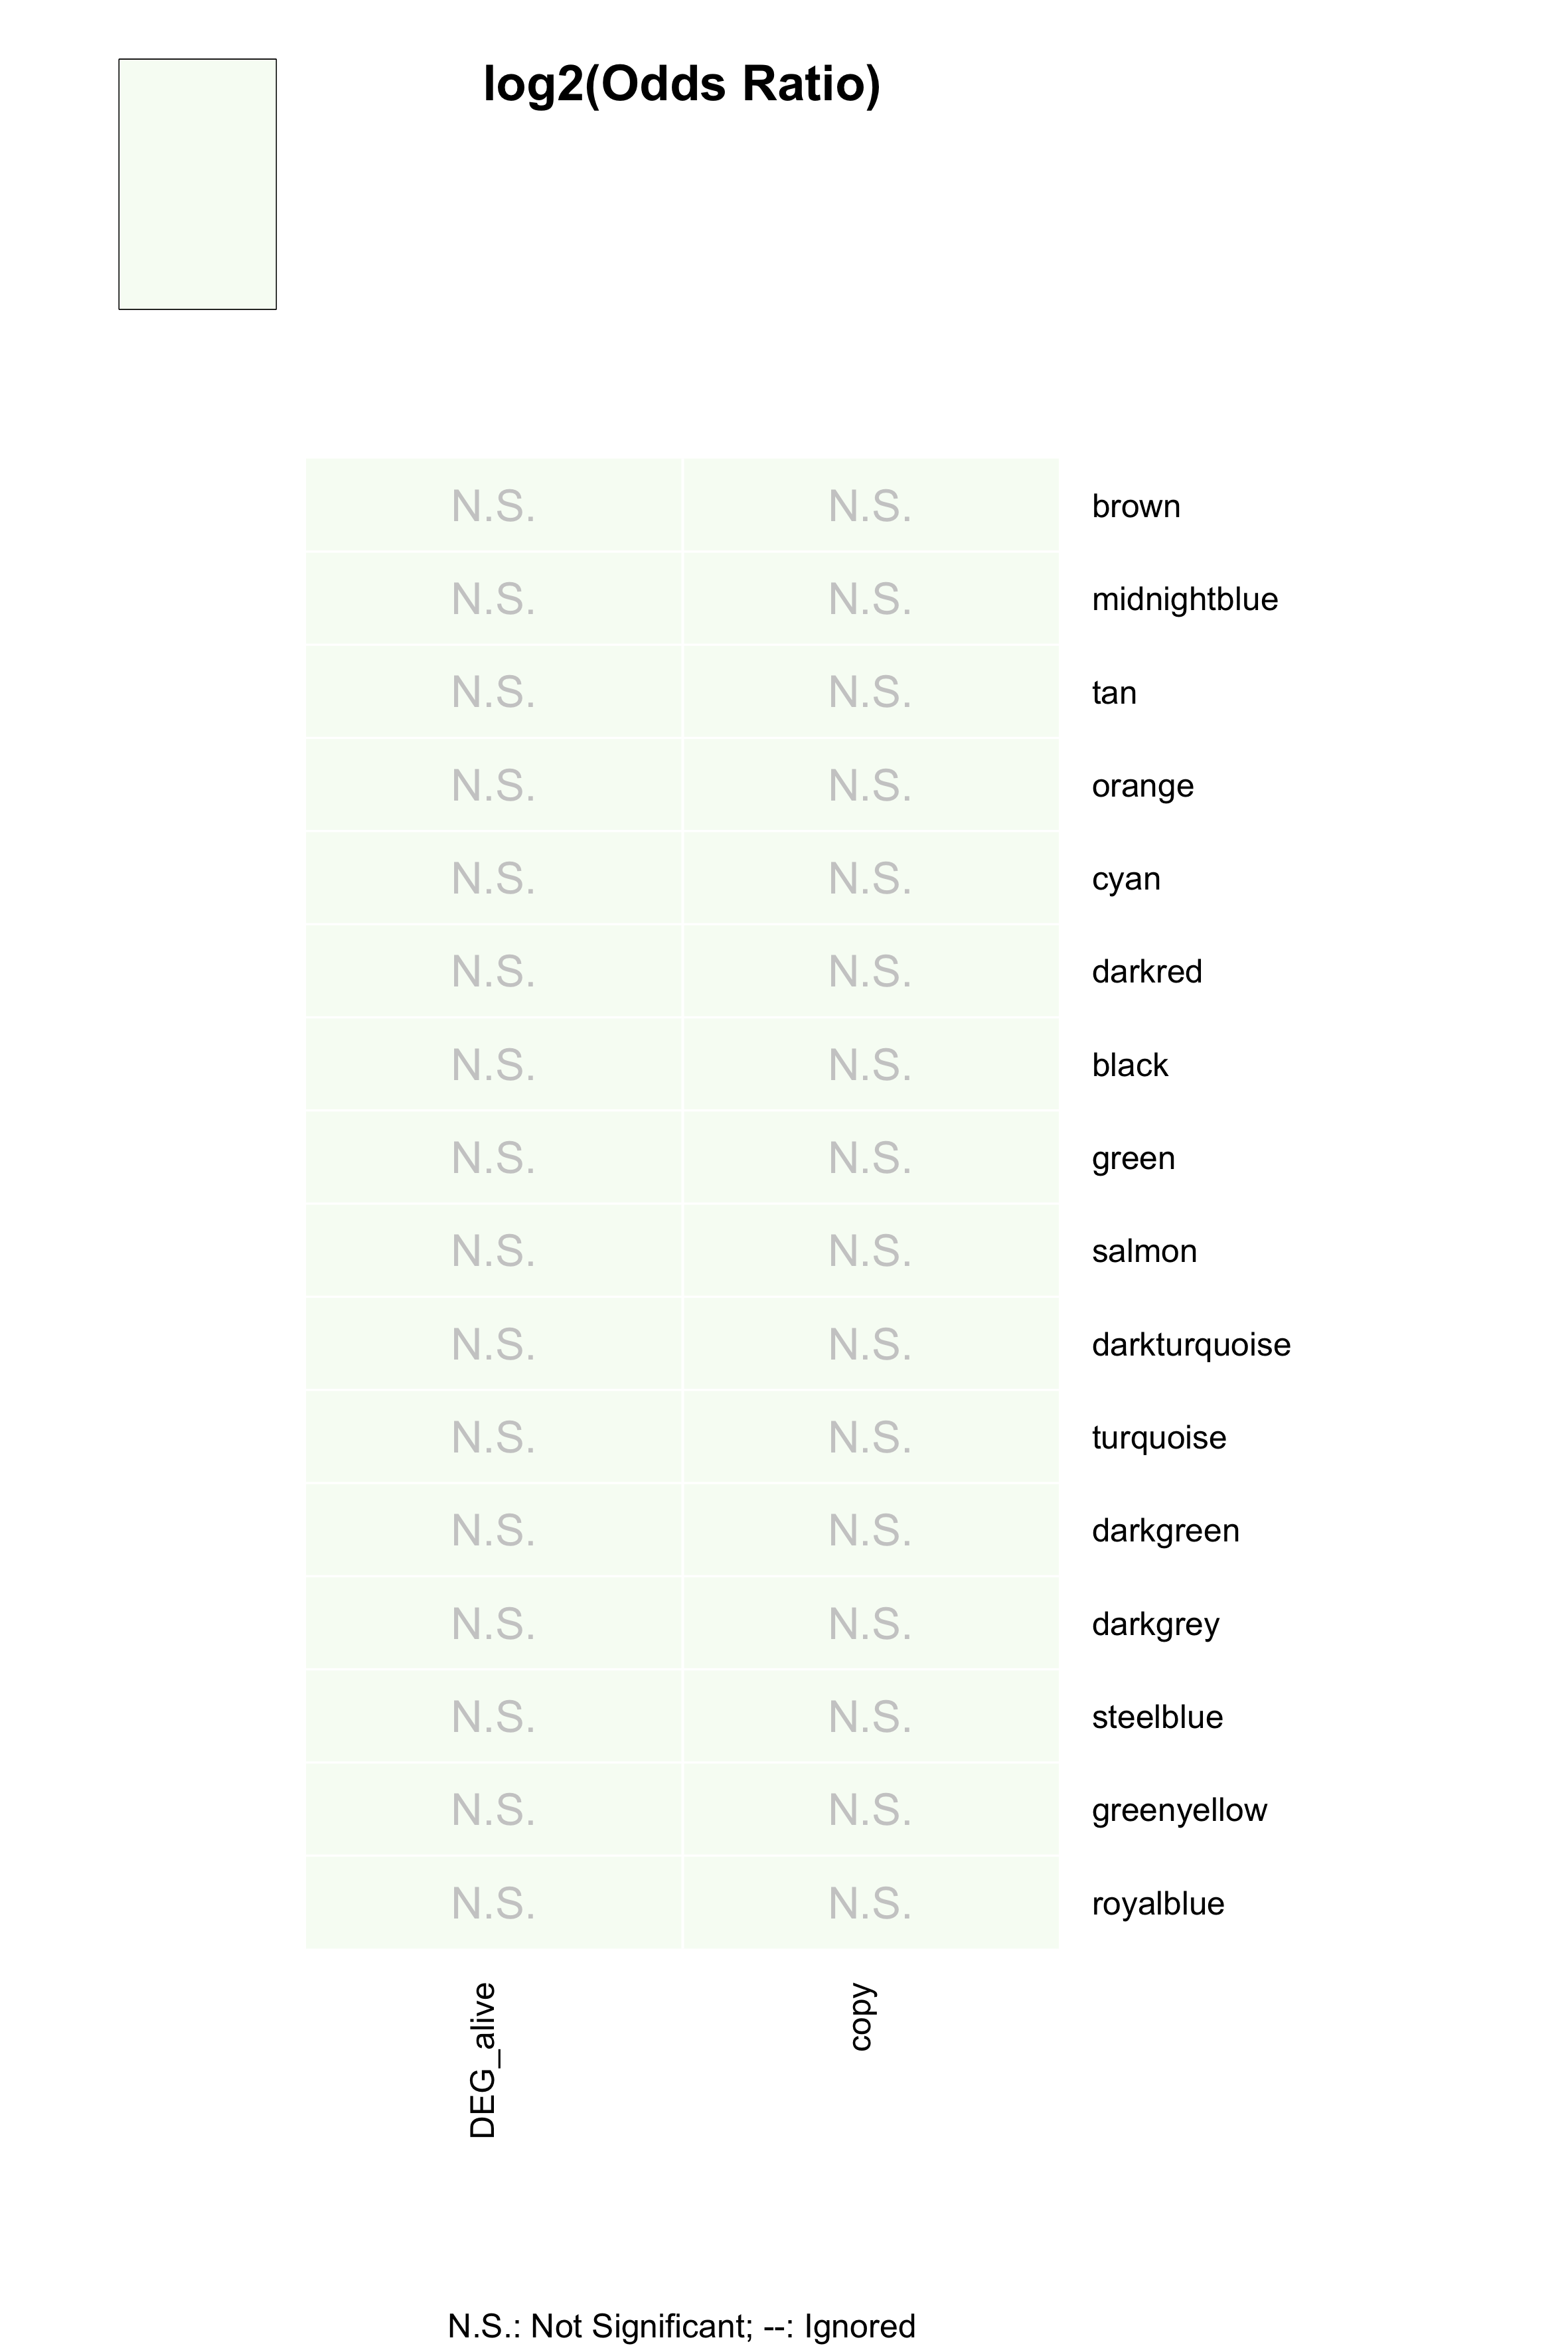 log2(Odds Ratio)
N.S. N.S. brown
N.S. N.S. midnightblue
N.S. N.S. tan
N.S. N.S. orange
N.S. N.S. cyan
N.S. N.S. darkred
N.S. N.S. black
N.S. N.S. green
N.S. N.S. salmon
N.S. N.S. darkturquoise
N.S. N.S. turquoise
N.S. N.S. darkgreen
N.S. N.S. darkgrey
N.S. N.S. steelblue
N.S. N.S. greenyellow
N.S. N.S. royalblue
DEG_alive
copy
N.S.: Not Significant; --: Ignored